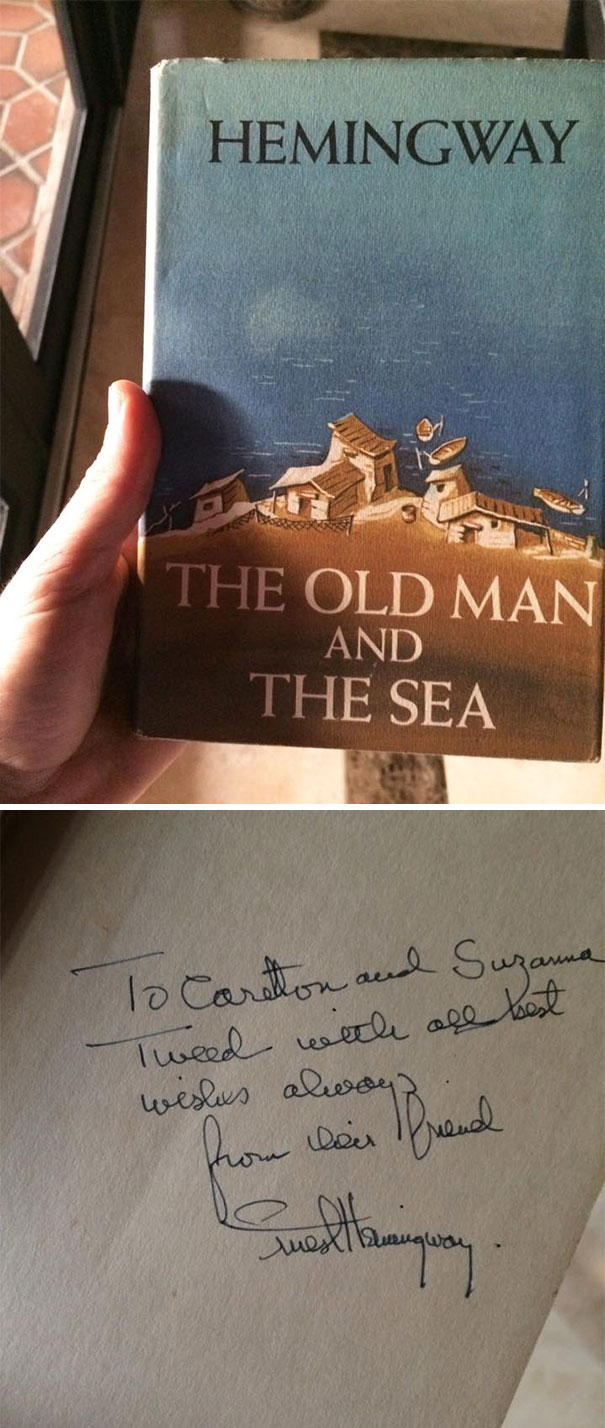 HEMINGWAY
THE OLD MAN
AND
THE SEA
To Carelton and Suzanna
Tweed with all best
wishes always
from their friend
Ernest Hemingway.